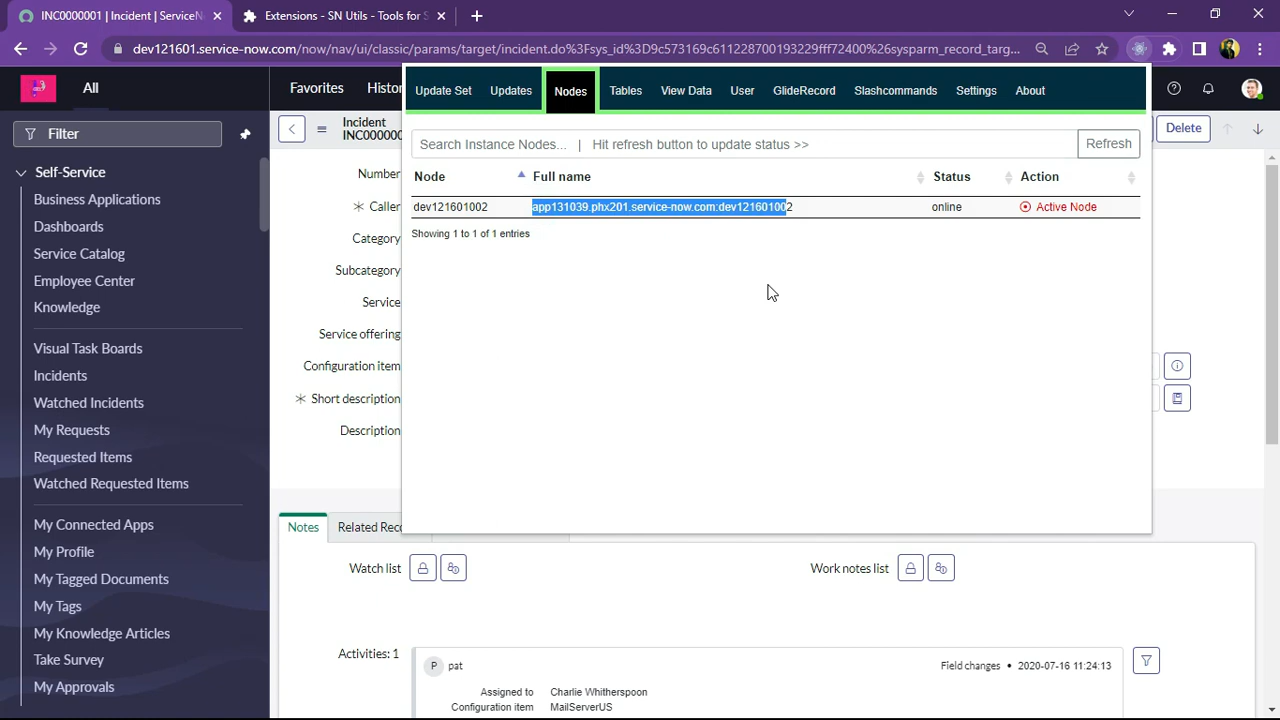 INC0000001 | Incident | ServiceN
Extensions - SN Utils - Tools for S
dev121601.service-now.com/now/nav/ui/classic/params/target/incident.do%3Fsys_id%3D9c573169c611228700193229fff72400%26sysparm_record_targ...
All
Favorites
Histor
Filter
Self-Service
Business Applications
Dashboards
Service Catalog
Employee Center
Knowledge
Visual Task Boards
Incidents
Watched Incidents
My Requests
Requested Items
Watched Requested Items
My Connected Apps
My Profile
My Tagged Documents
My Tags
My Knowledge Articles
Take Survey
My Approvals
Incident
INC000000
Delete
Number
Caller
Category
Subcategory
Service
Service offering
Configuration item
Short description
Description
Update Set Updates Nodes Tables View Data User GlideRecord Slashcommands Settings About
Search Instance Nodes... | Hit refresh button to update status >>
Refresh
Node Full name Status Action
dev121601002 app131039.phx201.service-now.com:dev121601002 online Active Node
Showing 1 to 1 of 1 entries
Notes
Related Reco
Watch list
Work notes list
Activities: 1
P pat
Field changes • 2020-07-16 11:24:13
Assigned to Charlie Whitherspoon
Configuration item MailServerUS